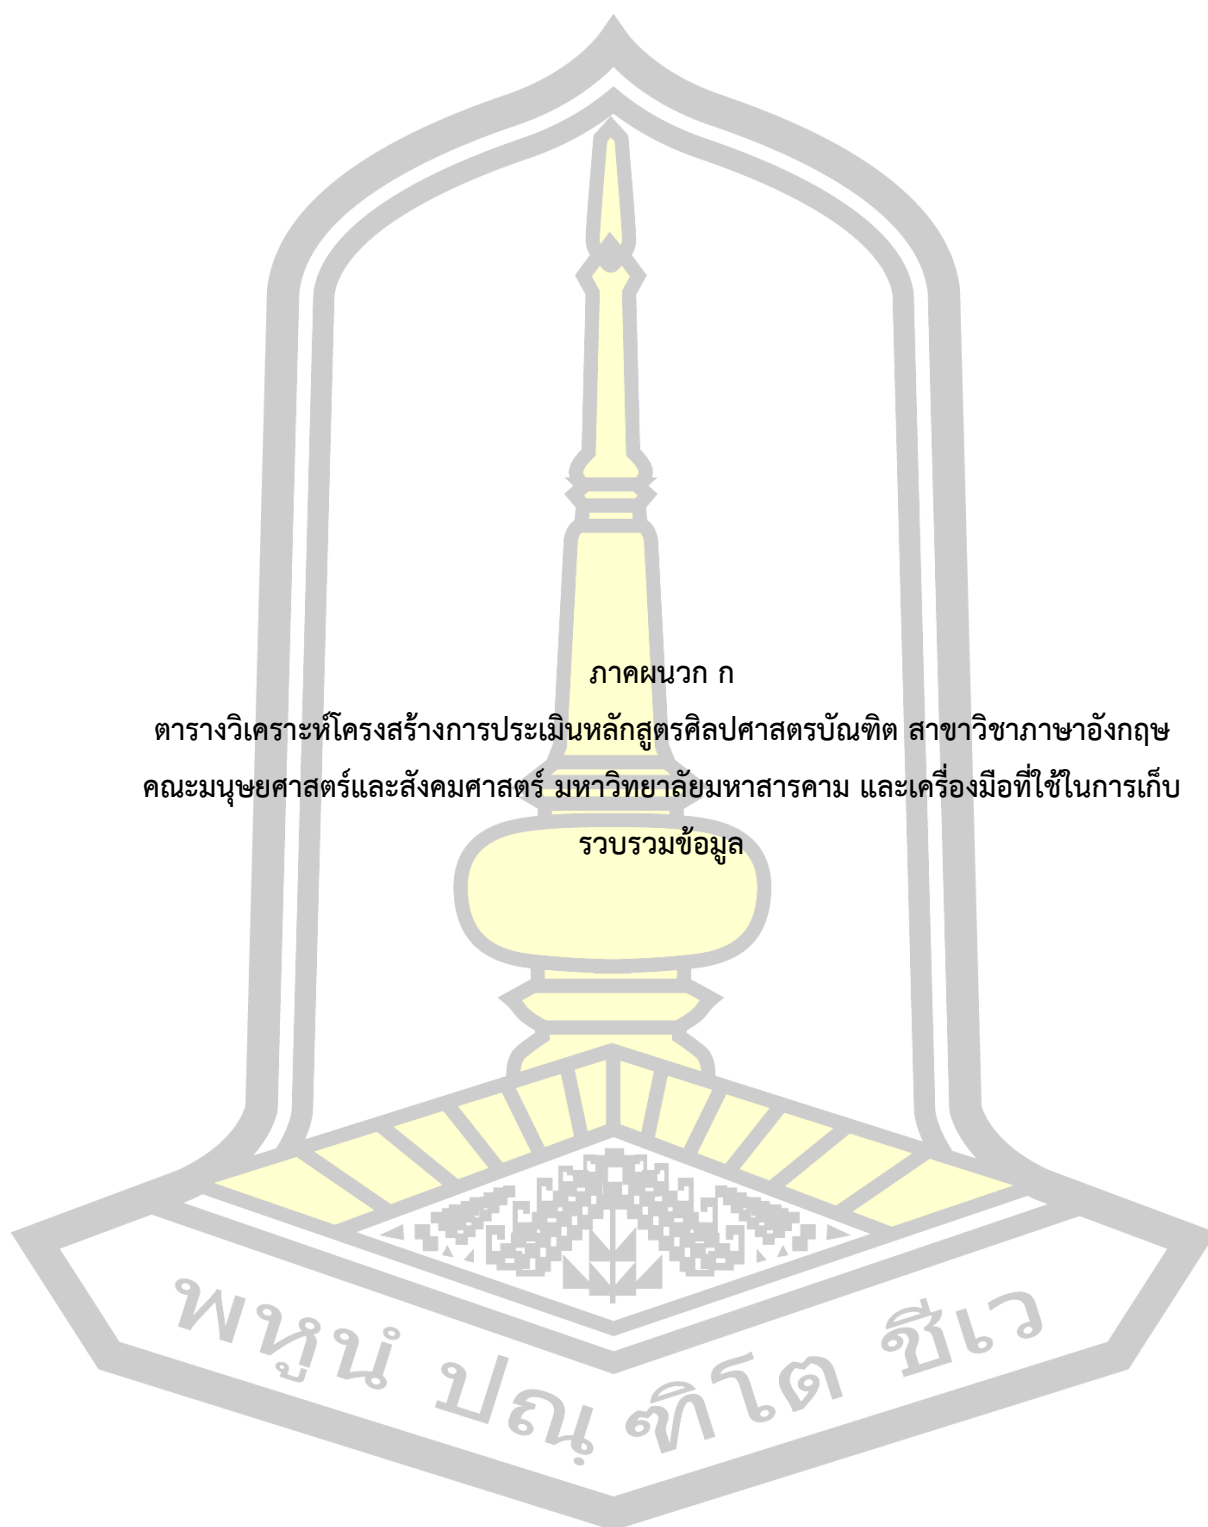 ภาคผนวก ก
ตารางวิเคราะห์โครงสร้างการประเมินหลักสูตรศิลปศาสตรบัณฑิต สาขาวิชาภาษาอังกฤษ
คณะมนุษยศาสตร์และสังคมศาสตร์ มหาวิทยาลัยมหาสารคาม และเครื่องมือที่ใช้ในการเก็บ
รวบรวมข้อมูล
พหูนํ ปณฺฑิโต ชีเว